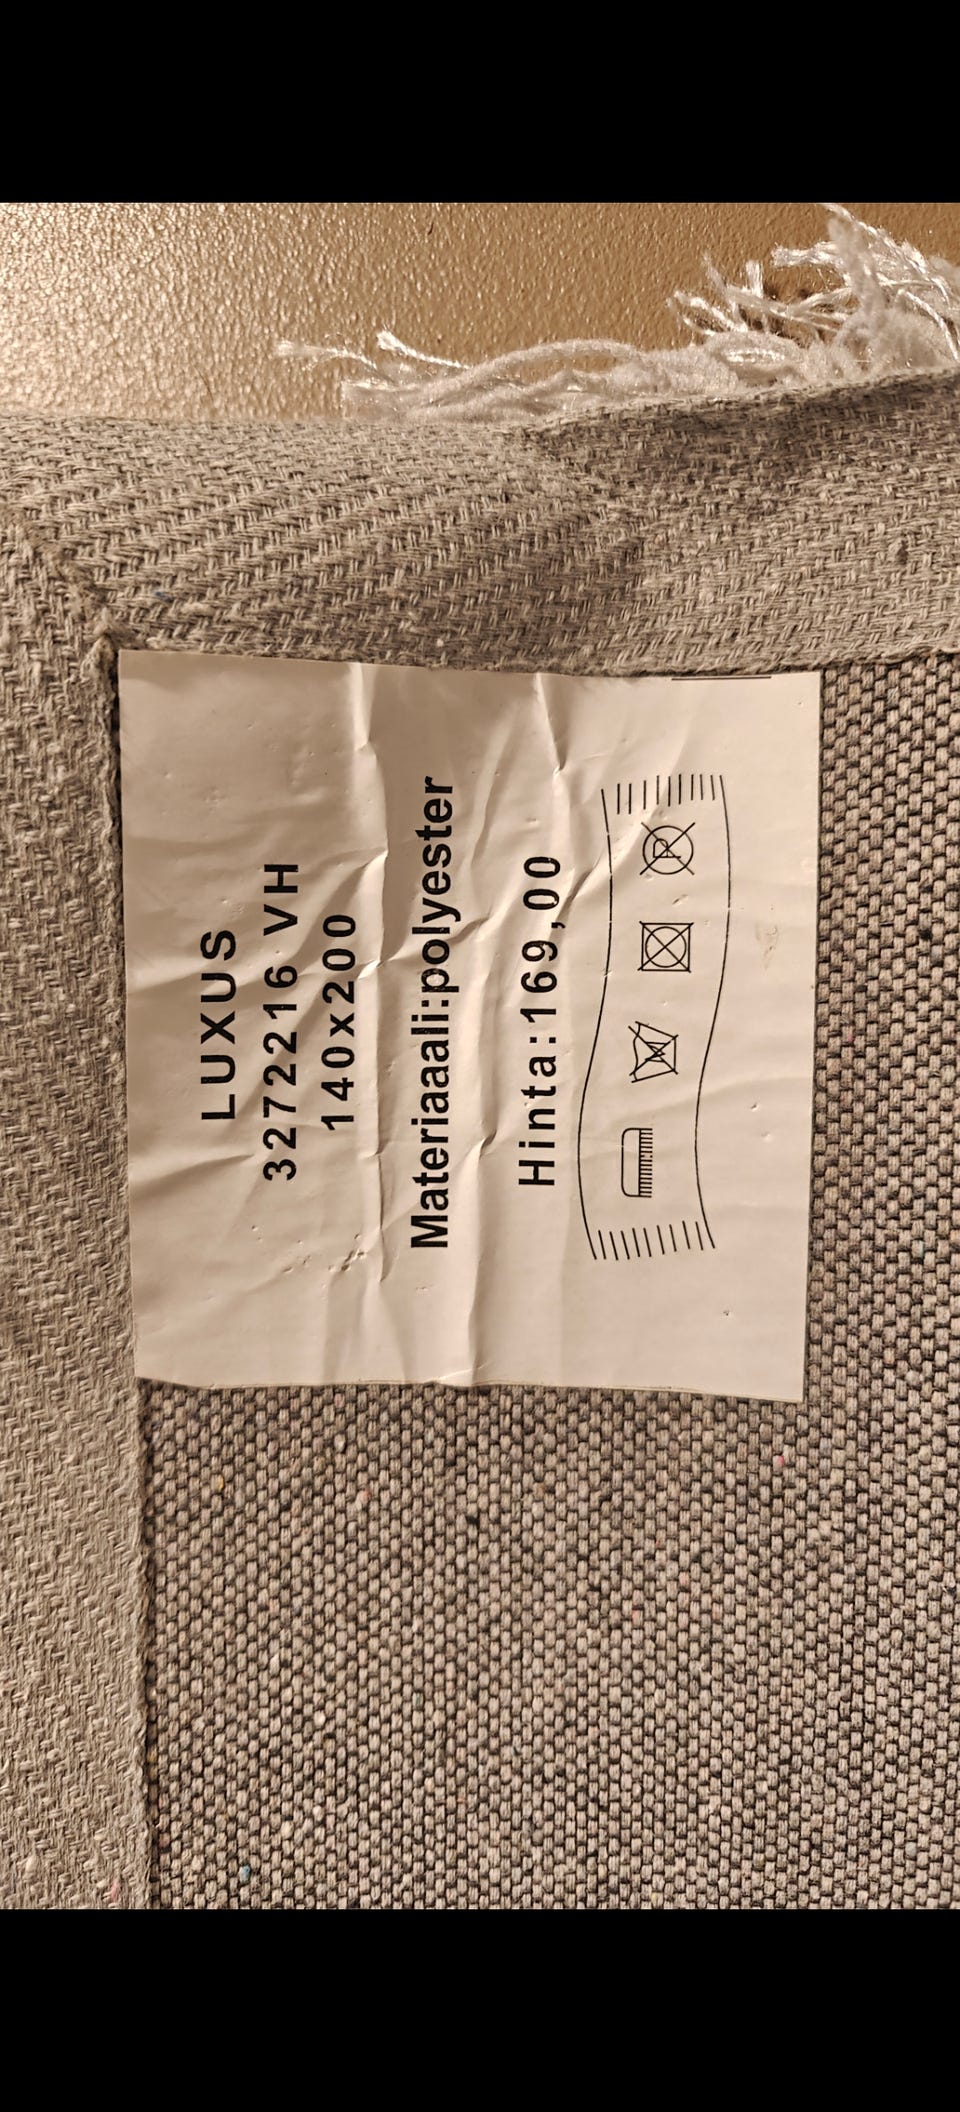 LUXUS
3272216 VH
140x200
Materiaaali:polyester
Hinta:169,00
P